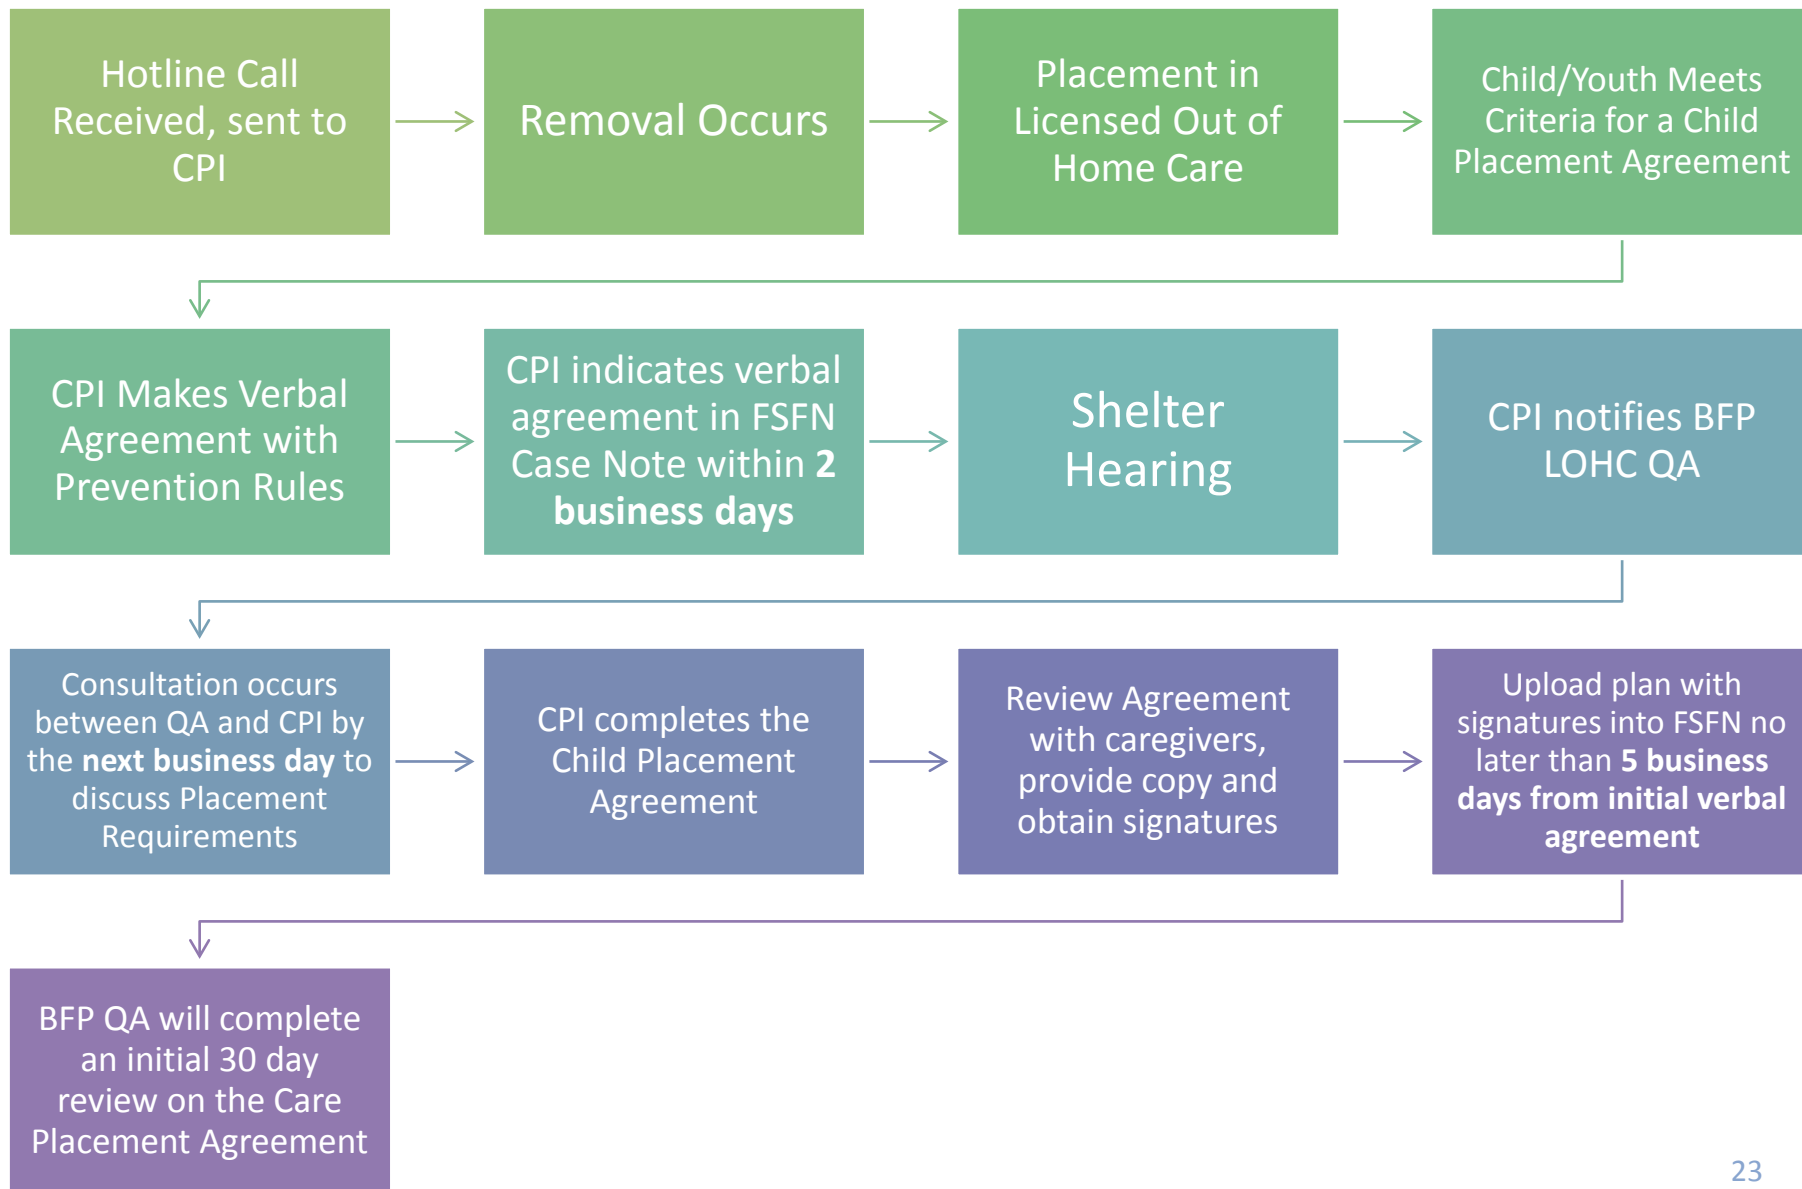 Hotline Call
Received, sent to
CPI
Removal Occurs
Placement in
Licensed Out of
Home Care
Child/Youth Meets
Criteria for a Child
Placement Agreement
CPI Makes Verbal
Agreement with
Prevention Rules
CPI indicates verbal
agreement in FSFN
Case Note within 2
business days
Shelter
Hearing
CPI notifies BFP
LOHC QA
Consultation occurs
between QA and CPI by
the next business day to
discuss Placement
Requirements
CPI completes the
Child Placement
Agreement
Review Agreement
with caregivers,
provide copy and
obtain signatures
Upload plan with
signatures into FSFN no
later than 5 business
days from initial verbal
agreement
BFP QA will complete
an initial 30 day
review on the Care
Placement Agreement
23